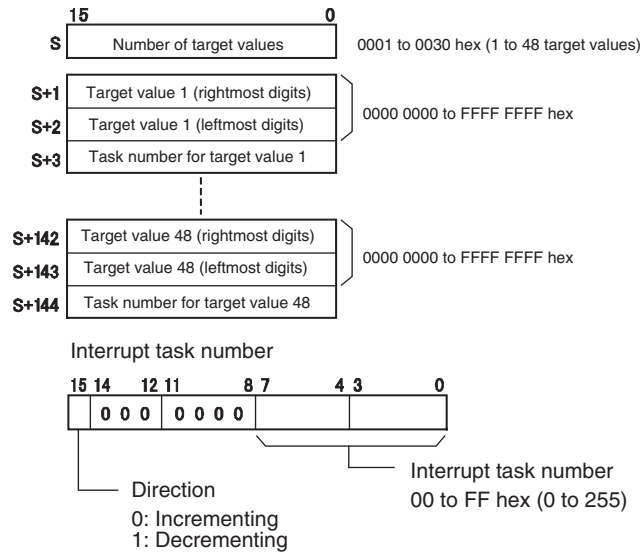 15 0
S Number of target values 0001 to 0030 hex (1 to 48 target values)
S+1 Target value 1 (rightmost digits)
0000 0000 to FFFF FFFF hex
S+2 Target value 1 (leftmost digits)
S+3 Task number for target value 1
S+142 Target value 48 (rightmost digits)
0000 0000 to FFFF FFFF hex
S+143 Target value 48 (leftmost digits)
S+144 Task number for target value 48
Interrupt task number
15 14 12 11 8 7 4 3 0
0 0 0 0 0 0 0
Interrupt task number
00 to FF hex (0 to 255)
Direction
0: Incrementing
1: Decrementing